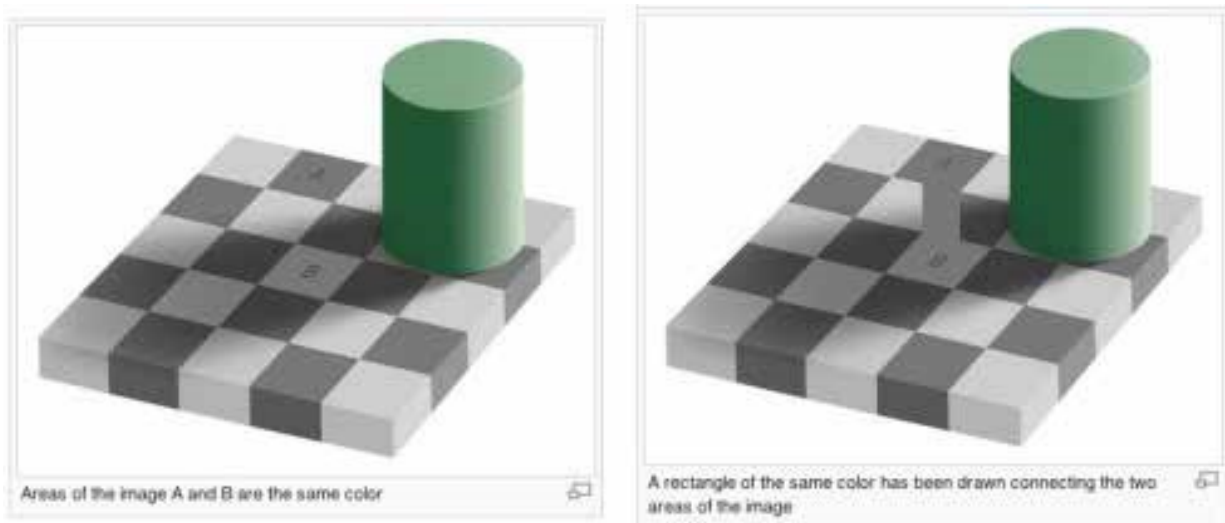 A
B
Areas of the image A and B are the same color
A
B
A rectangle of the same color has been drawn connecting the two
areas of the image